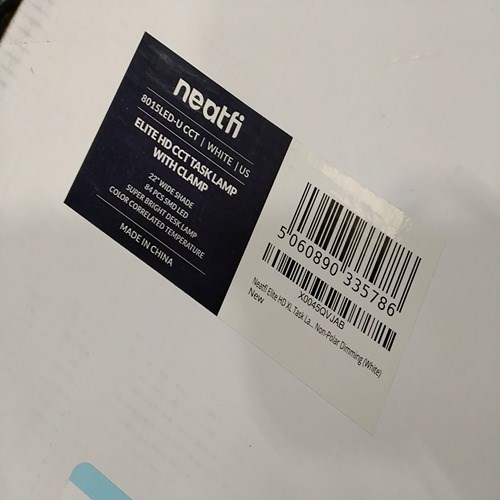 neatfi
8015LED-U CCT | WHITE | US
ELITE HD CCT TASK LAMP
WITH CLAMP
22" WIDE SHADE
84 PCS SMD LED
SUPER BRIGHT DESK LAMP
COLOR CORRELATED TEMPERATURE
MADE IN CHINA
5 060890 335786
X0045QVJAB
Neatfi Elite HD XL Task La... Non-Polar Dimming (White)
New